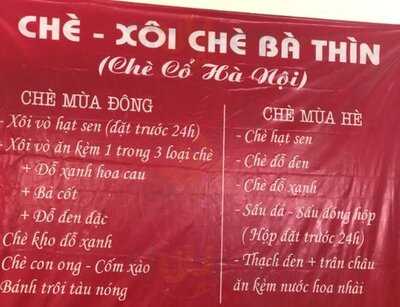 CHÈ - XÔI CHÈ BÀ THÌN
(Chè Cổ Hà Nội)
CHÈ MÙA ĐÔNG
- Xôi vò hạt sen (đặt trước 24h)
- Xôi vò ăn kèm 1 trong 3 loại chè
+ Đỗ xanh hoa cau
+ Bà cốt
+ Đỗ đen đặc
Chè kho đỗ xanh
Chè con ong - Cốm xào
Bánh trôi tàu nóng
CHÈ MÙA HÈ
- Chè hạt sen
- Chè đỗ đen
- Chè đỗ xanh
- Sấu đá - Sấu đóng hộp
( Hộp đặt trước 24h)
- Thạch đen + trân châu
ăn kèm nước hoa nhài